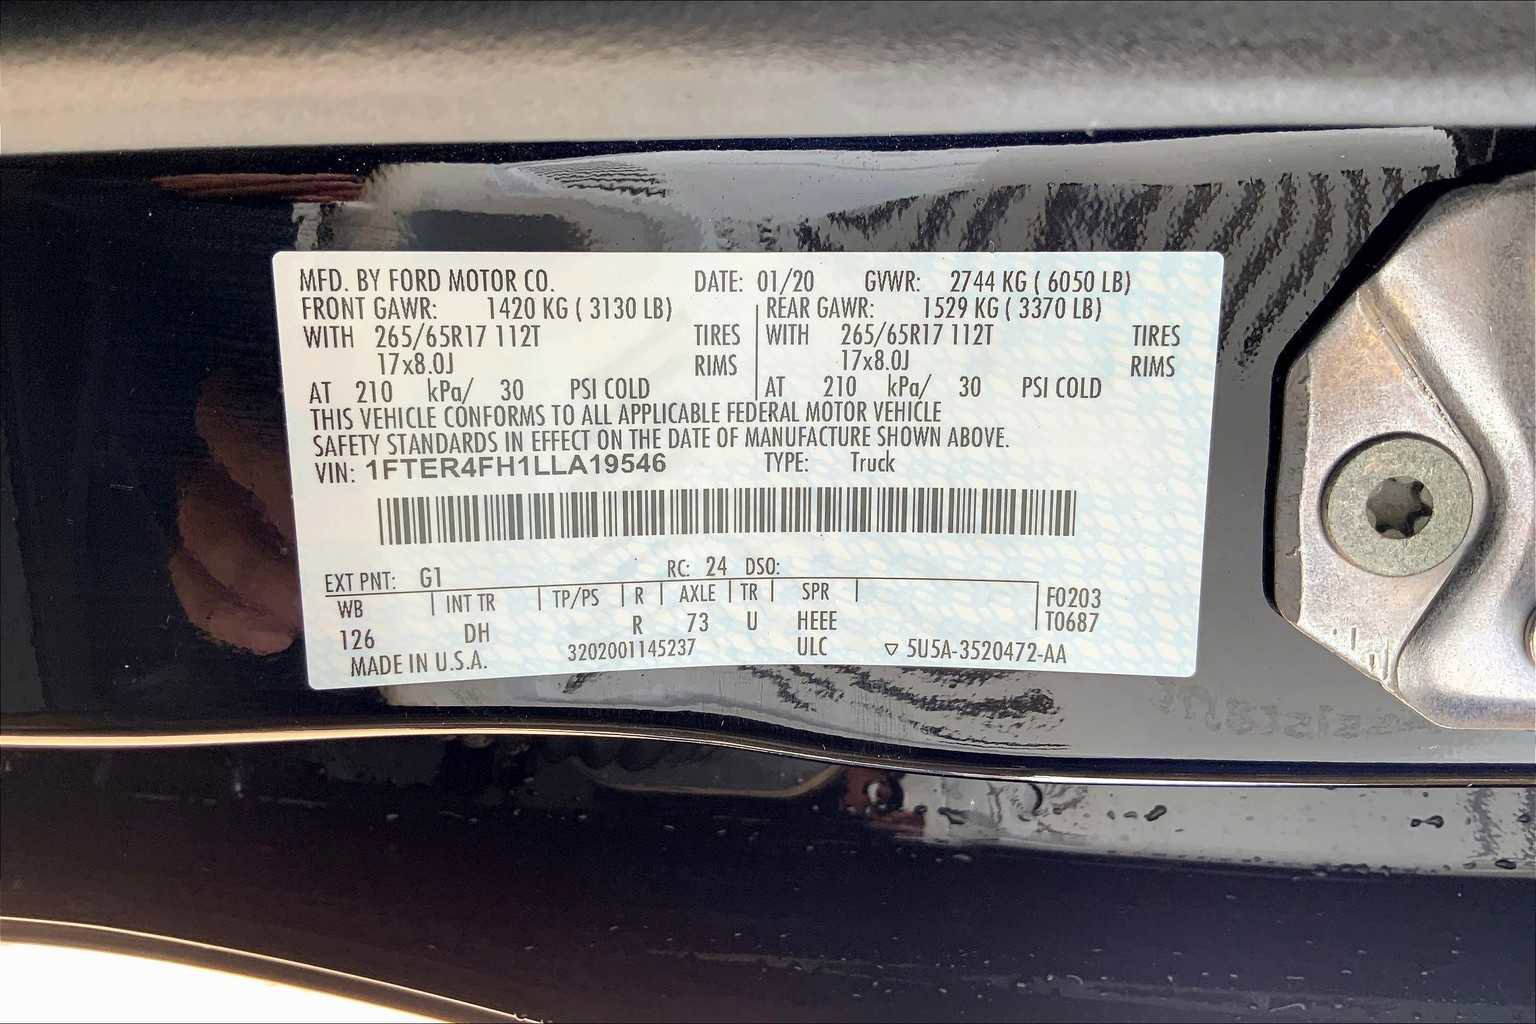 MFD. BY FORD MOTOR CO. DATE: 01/20 GVWR: 2744 KG ( 6050 LB)
FRONT GAWR: 1420 KG ( 3130 LB) REAR GAWR: 1529 KG ( 3370 LB)
WITH 265/65R17 112T TIRES WITH 265/65R17 112T TIRES
17x8.0J RIMS 17x8.0J RIMS
AT 210 kPa/ 30 PSI COLD AT 210 kPa/ 30 PSI COLD
THIS VEHICLE CONFORMS TO ALL APPLICABLE FEDERAL MOTOR VEHICLE
SAFETY STANDARDS IN EFFECT ON THE DATE OF MANUFACTURE SHOWN ABOVE.
VIN: 1FTER4FH1LLA19546 TYPE: Truck
EXT PNT: G1 RC: 24 DSO:
WB INT TR TP/PS R AXLE TR SPR F0203
126 DH R 73 U HEEE T0687
MADE IN U.S.A. 3202001145237 ULC ▽ 5U5A-3520472-AA